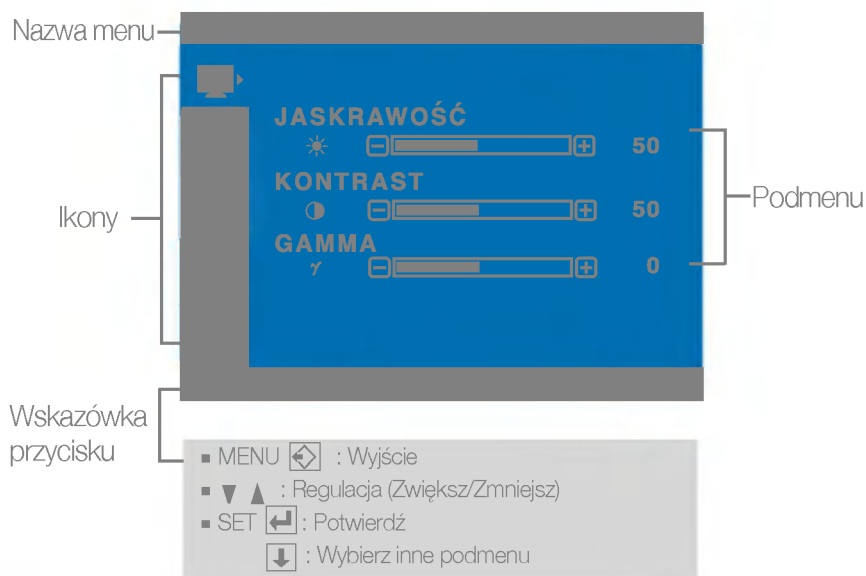 Nazwa menu
JASKRAWOŚĆ
50
KONTRAST
50
GAMMA
γ 0
Ikony
Podmenu
Wskazówka
przycisku
▪ MENU : Wyjście
▪ ▼ ▲ : Regulacja (Zwiększ/Zmniejsz)
▪ SET : Potwierdź
: Wybierz inne podmenu